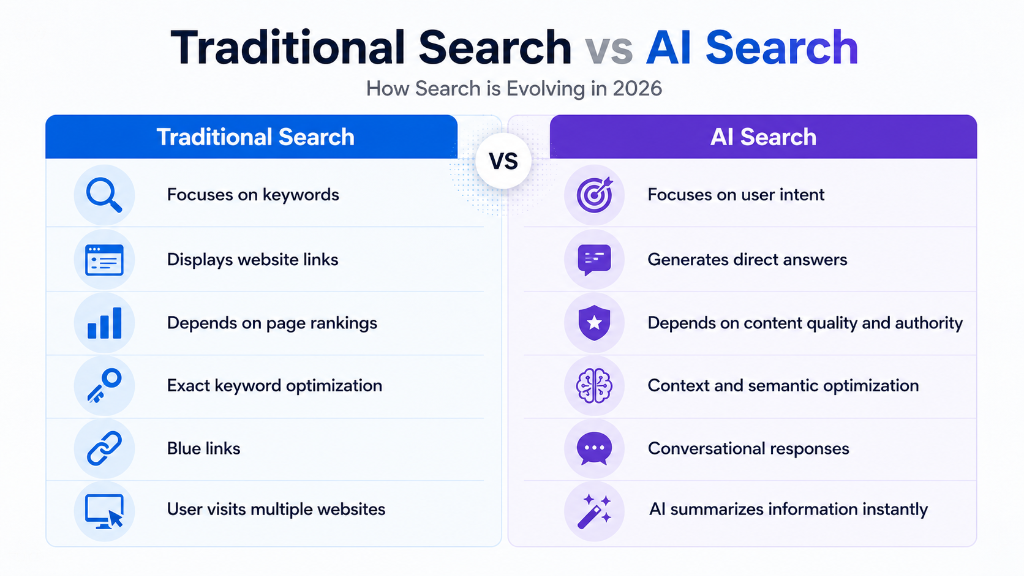 Traditional Search vs AI Search
How Search is Evolving in 2026
Traditional Search
VS
AI Search
Focuses on keywords
Focuses on user intent
Displays website links
Generates direct answers
Depends on page rankings
Depends on content quality and authority
Exact keyword optimization
Context and semantic optimization
Blue links
Conversational responses
User visits multiple websites
AI summarizes information instantly